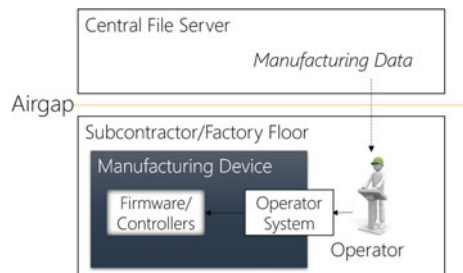 Central File Server
Manufacturing Data
Airgap
Subcontractor/Factory Floor
Manufacturing Device
Firmware/
Controllers
Operator
System
Operator